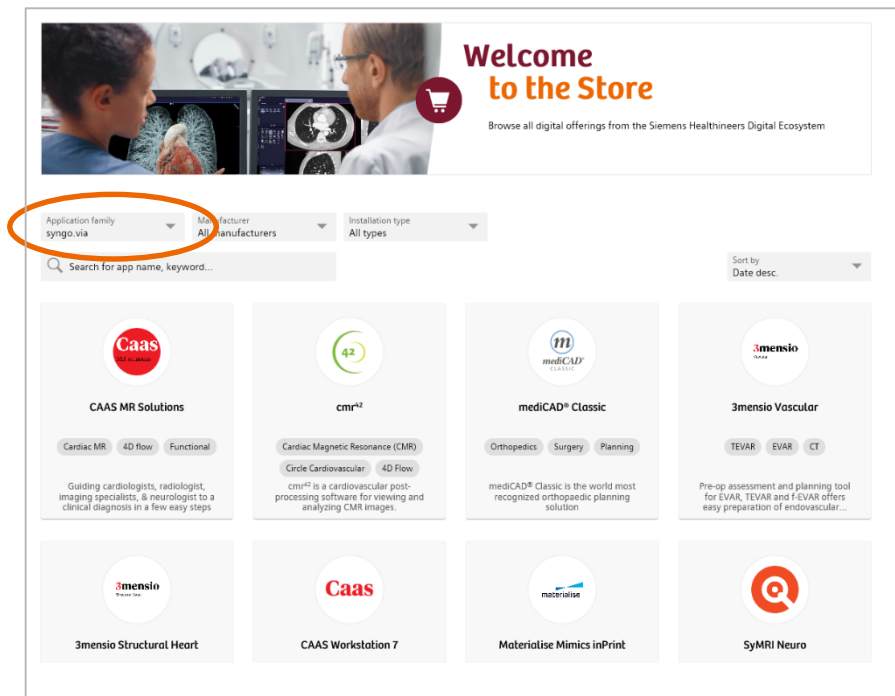 Welcome
to the Store
Browse all digital offerings from the Siemens Healthineers Digital Ecosystem
Application family
syngo.via
Manufacturer
All manufacturers
Installation type
All types
Search for app name, keyword...
Sort by
Date desc.
Caas
MR Solutions
42
m
mediCAD®
CLASSIC
3mensio
Vascular
CAAS MR Solutions
cmr⁴²
mediCAD® Classic
3mensio Vascular
Cardiac MR 4D flow Functional
Cardiac Magnetic Resonance (CMR)
Circle Cardiovascular 4D Flow
Orthopedics Surgery Planning
TEVAR EVAR CT
Guiding cardiologists, radiologist,
imaging specialists, & neurologist to a
clinical diagnosis in a few easy steps
cmr⁴² is a cardiovascular post-
processing software for viewing and
analyzing CMR images.
mediCAD® Classic is the world most
recognized orthopaedic planning
solution
Pre-op assessment and planning tool
for EVAR, TEVAR and f-EVAR offers
easy preparation of endovascular...
3mensio
Caas
materialise
3mensio Structural Heart
CAAS Workstation 7
Materialise Mimics inPrint
SyMRI Neuro